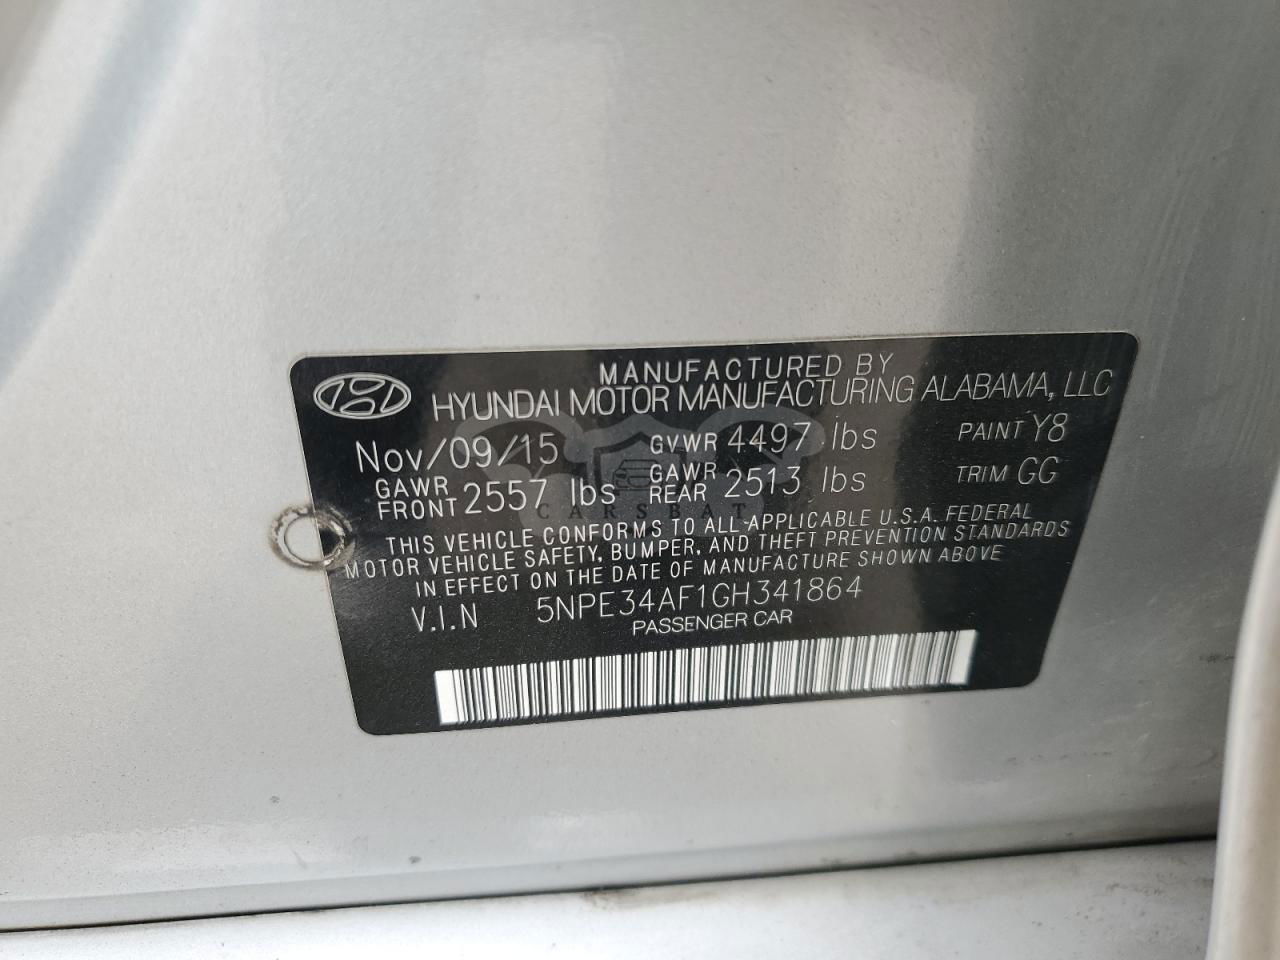 MANUFACTURED BY
HYUNDAI MOTOR MANUFACTURING ALABAMA, LLC
Nov/09/15 GVWR 4497 lbs PAINT Y8
GAWR FRONT 2557 lbs GAWR REAR 2513 lbs TRIM GG
CARSBAT
THIS VEHICLE CONFORMS TO ALL APPLICABLE U.S.A. FEDERAL
MOTOR VEHICLE SAFETY, BUMPER, AND THEFT PREVENTION STANDARDS
IN EFFECT ON THE DATE OF MANUFACTURE SHOWN ABOVE
V.I.N 5NPE34AF1GH341864
PASSENGER CAR